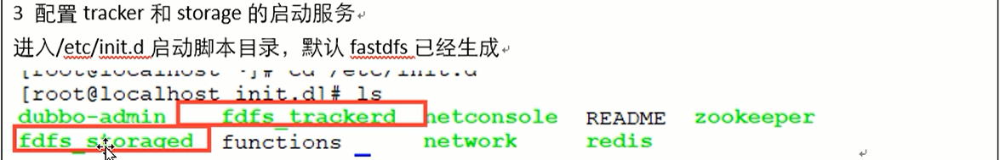 3 配置 tracker 和 storage 的启动服务
进入/etc/init.d 启动脚本目录，默认 fastdfs 已经生成
[root@localhost ~]# cd /etc/init.d
[root@localhost init.d]# ls
dubbo-admin fdfs_trackerd netconsole README zookeeper
fdfs_storaged functions network redis